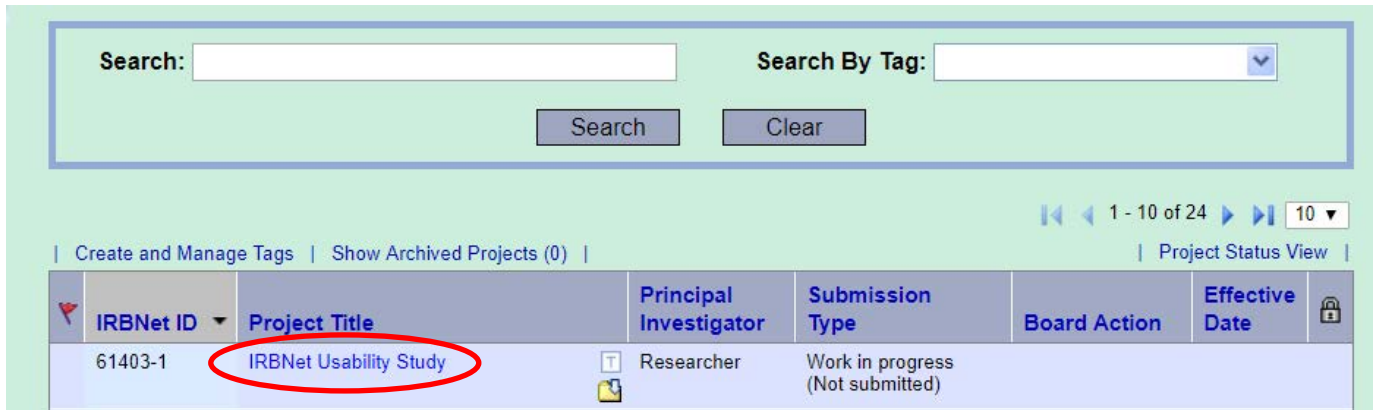 Search: Search By Tag:
Search Clear
1 - 10 of 24 10
| Create and Manage Tags | Show Archived Projects (0) | | Project Status View |
IRBNet ID Project Title Principal Investigator Submission Type Board Action Effective Date
61403-1 IRBNet Usability Study T Researcher Work in progress
(Not submitted)